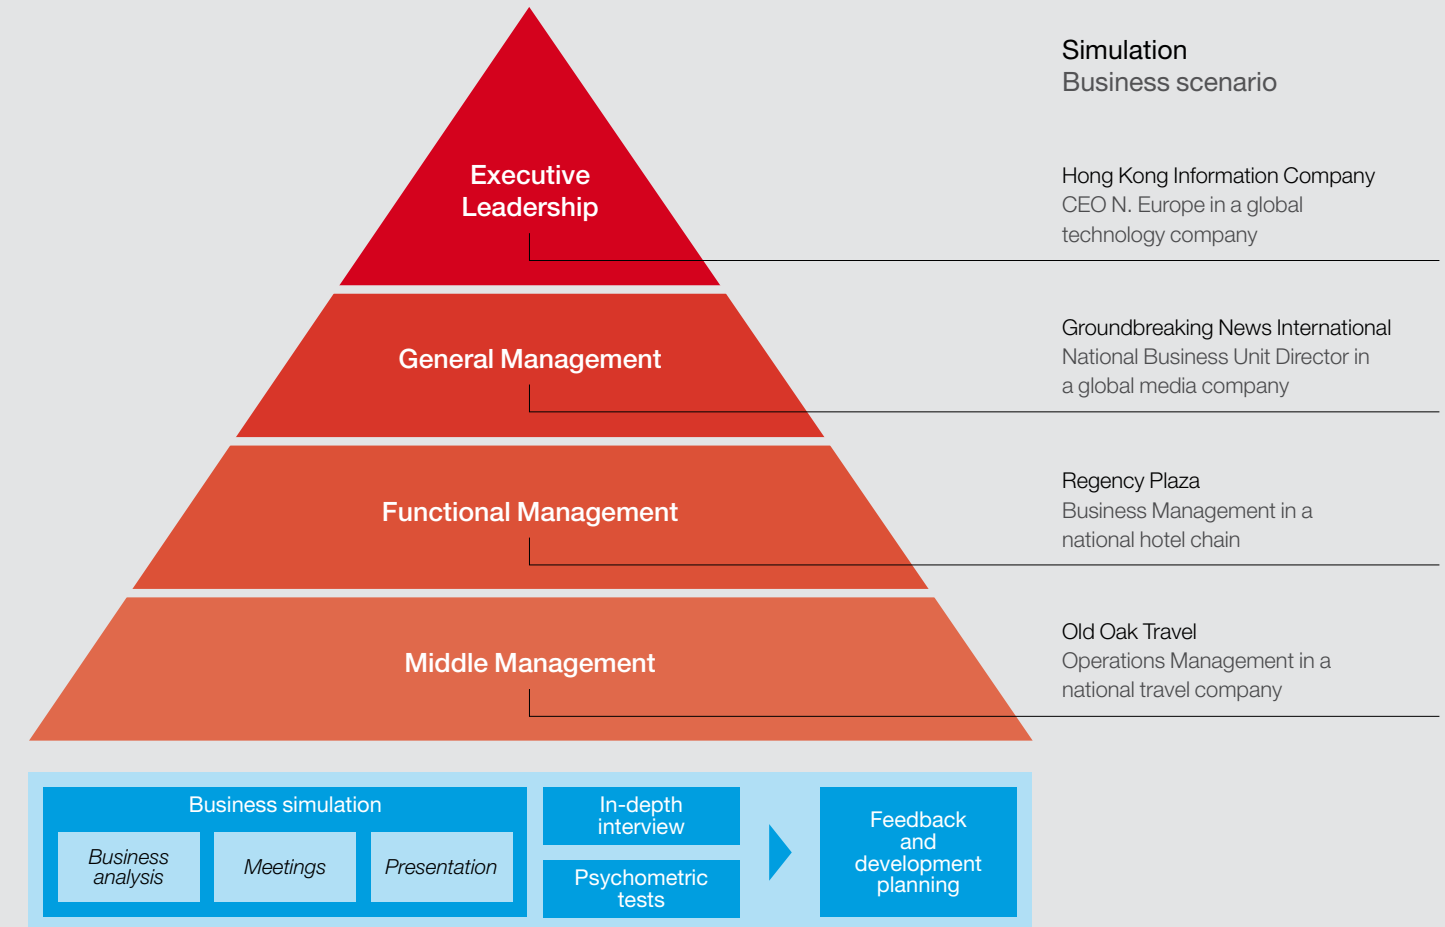 Simulation
Business scenario
Executive
Leadership
Hong Kong Information Company
CEO N. Europe in a global
technology company
General Management
Groundbreaking News International
National Business Unit Director in
a global media company
Functional Management
Regency Plaza
Business Management in a
national hotel chain
Middle Management
Old Oak Travel
Operations Management in a
national travel company
Business simulation
Business
analysis
Meetings
Presentation
In-depth
interview
Psychometric
tests
Feedback
and
development
planning